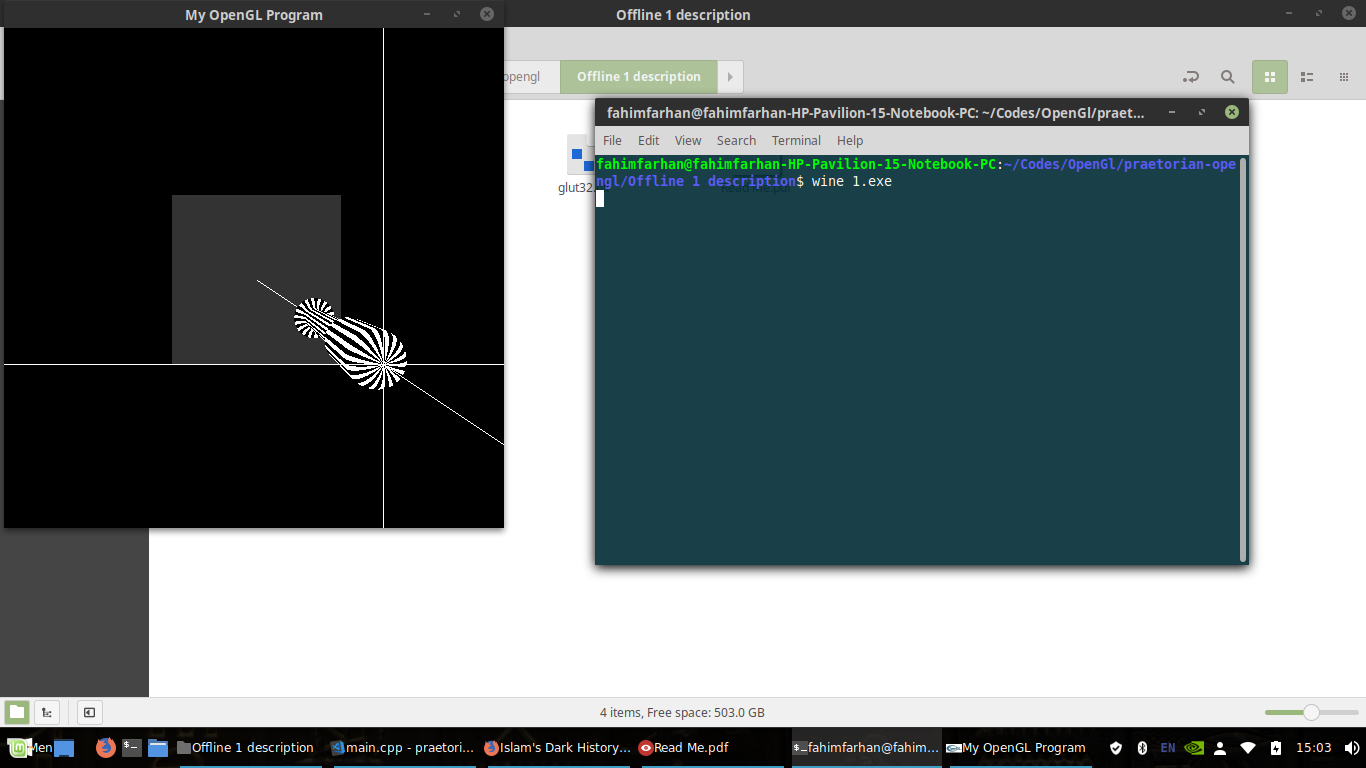 My OpenGL Program
Offline 1 description
opengl
Offline 1 description
fahimfarhan@fahimfarhan-HP-Pavilion-15-Notebook-PC: ~/Codes/OpenGl/praet...
File Edit View Search Terminal Help
fahimfarhan@fahimfarhan-HP-Pavilion-15-Notebook-PC:~/Codes/OpenGl/praetorian-ope
ngl/Offline 1 description$ wine 1.exe
glut32.
4 items, Free space: 503.0 GB
Men
Offline 1 description
main.cpp - praetori...
Islam's Dark History...
Read Me.pdf
fahimfarhan@fahim...
My OpenGL Program
EN
15:03